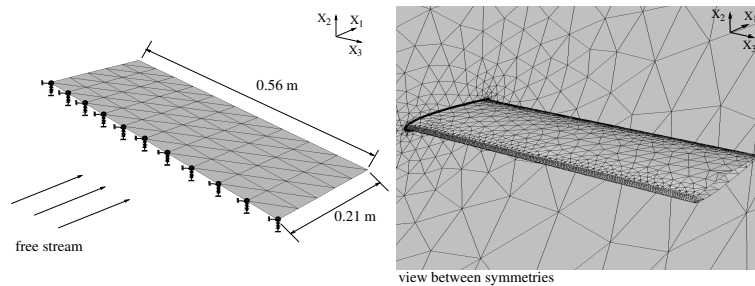 X2
X1
X3
0.56 m
0.21 m
free stream
X2
X1
X3
view between symmetries